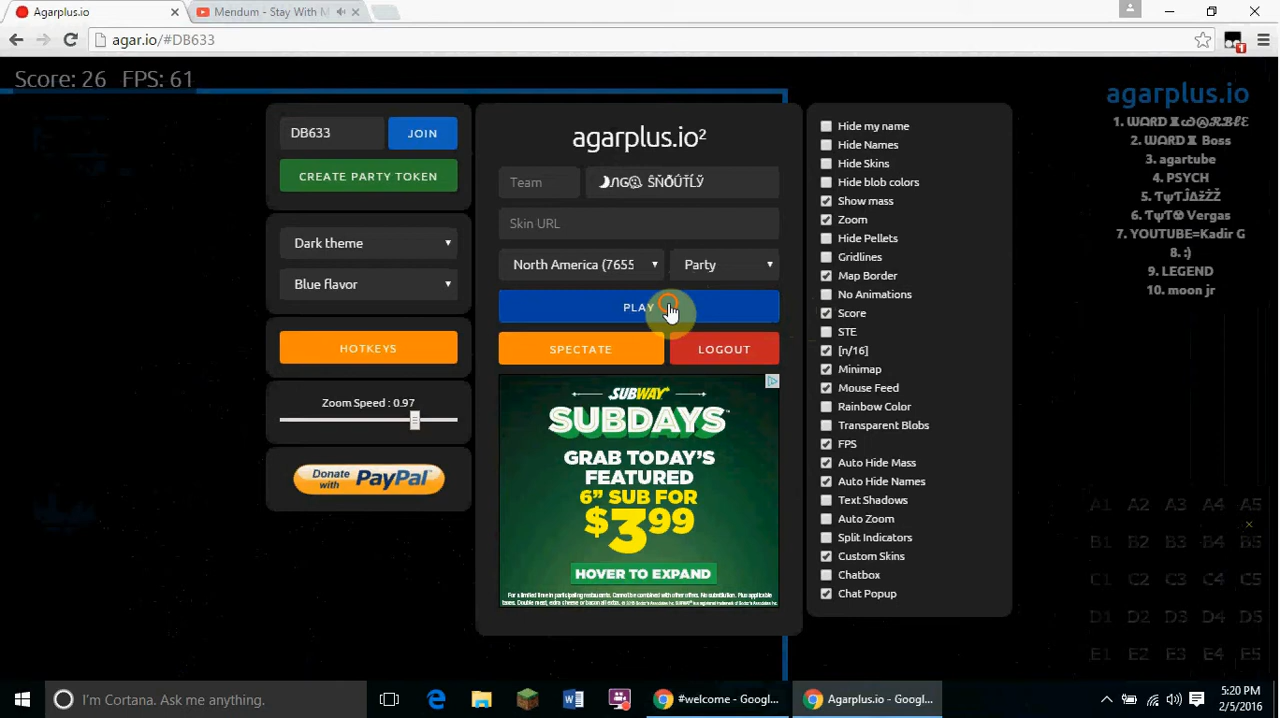 Agarplus.io
Mendum - Stay With M
agar.io/#DB633
Score: 26 FPS: 61
DB633
JOIN
CREATE PARTY TOKEN
Dark theme
Blue flavor
HOTKEYS
Zoom Speed : 0.97
Donate with PayPal
agarplus.io²
Team
Skin URL
North America (7655
Party
PLAY
SPECTATE
LOGOUT
SUBWAY
SUBDAYS
GRAB TODAY'S
FEATURED
6" SUB FOR
$3.99
HOVER TO EXPAND
Hide my name
Hide Names
Hide Skins
Hide blob colors
Show mass
Zoom
Hide Pellets
Gridlines
Map Border
No Animations
Score
STE
[n/16]
Minimap
Mouse Feed
Rainbow Color
Transparent Blobs
FPS
Auto Hide Mass
Auto Hide Names
Text Shadows
Auto Zoom
Split Indicators
Custom Skins
Chatbox
Chat Popup
agarplus.io
1.
2. Boss
3. agartube
4. PSYCH
5.
6. Vergas
7. YOUTUBE=Kadir G
8. :)
9. LEGEND
10. moon jr
A1 A2 A3 A4 A5
B1 B2 B3 B4 B5
C1 C2 C3 C4 C5
D1 D2 D3 D4 D5
E1 E2 E3 E4 E5
I'm Cortana. Ask me anything.
#welcome - Googl...
Agarplus.io - Googl...
5:20 PM
2/5/2016